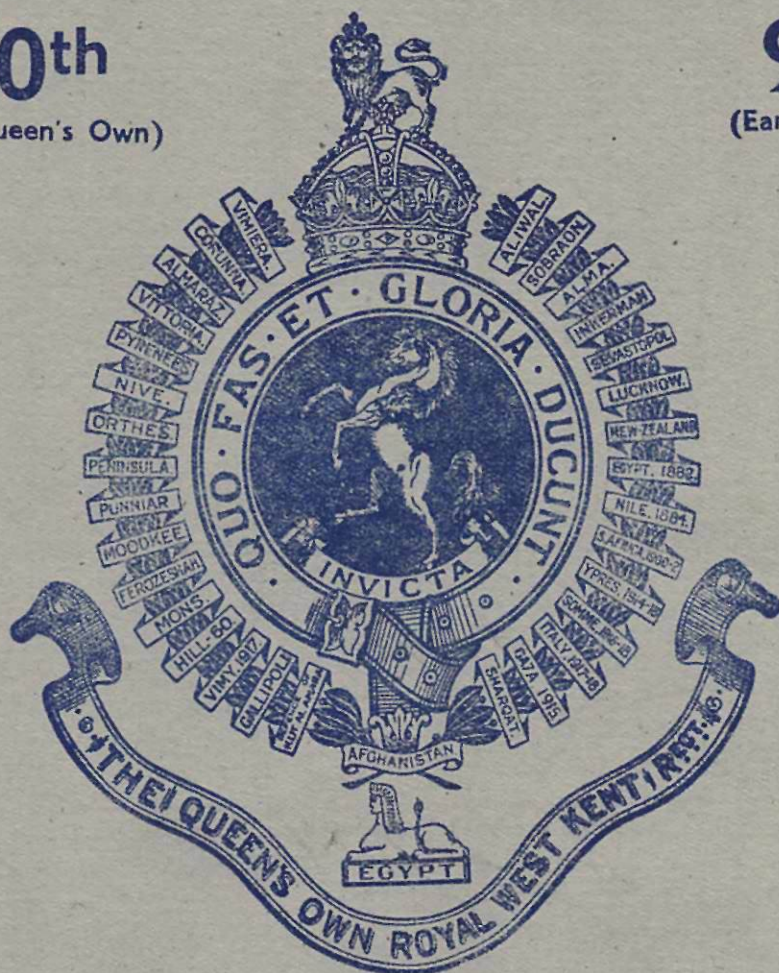 0th
ueen's Own)
(Ear
VIMIERA.
CORUNNA.
ALMARAZ.
VITTORIA.
PYRENEES
NIVE.
ORTHES
PENINSULA.
PUNNIAR
MOODKEE
FEROZESHAH
MONS.
HILL-60.
VIMY, 1917.
GALLIPOLI
ALIWAL.
SOBRAON.
ALMA.
INKERMAN
SEVASTOPOL
LUCKNOW.
NEW-ZEALAND
EGYPT. 1882.
NILE, 1884.
S.AFRICA,1900-2
YPRES, 1914-18
SOMME, 1916-18
ITALY, 1917-18
GAZA 1915
SHARQAT.
QUO · FAS · ET · GLORIA · DUCUNT ·
INVICTA
AFGHANISTAN
EGYPT
THE QUEEN'S OWN ROYAL WEST KENT REGT.